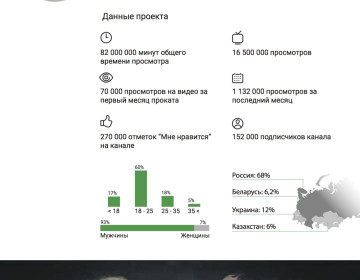 Данные проекта
82 000 000 минут общего
времени просмотра
16 500 000 просмотров
70 000 просмотров на видео за
первый месяц проката
1 132 000 просмотров за
последний месяц
270 000 отметок "Мне нравится"
на канале
152 000 подписчиков канала
17%
60%
18%
5%
< 18
18 - 25
25 - 35
35 <
93%
7%
Мужчины
Женщины
Россия: 68%
Беларусь: 6,2%
Украина: 12%
Казахстан: 6%